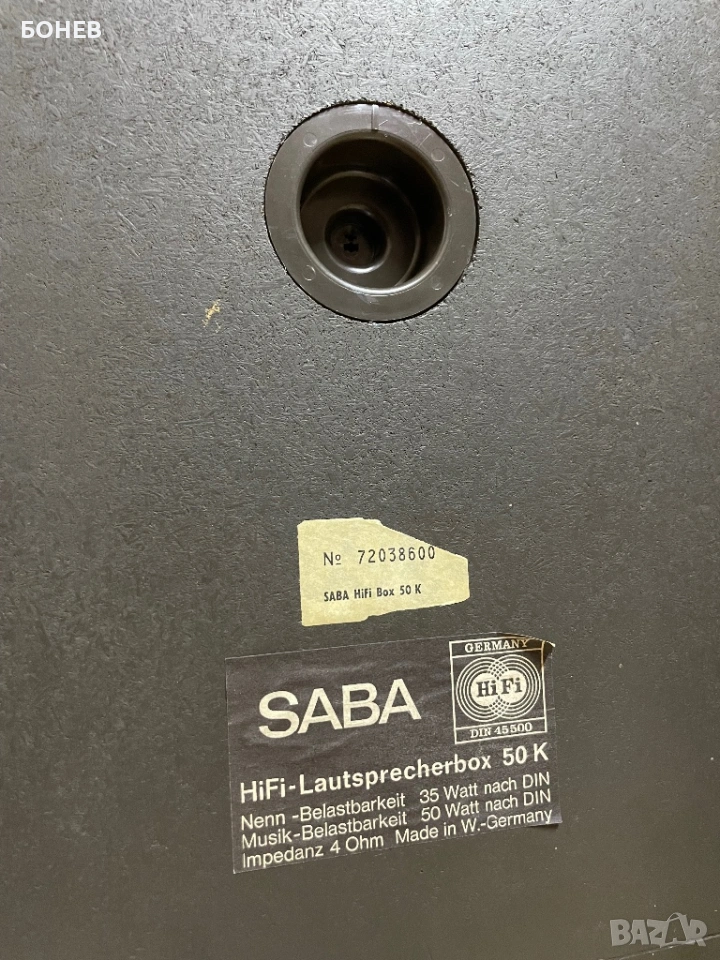 БОНЕВ
№ 72038600
SABA HiFi Box 50 K
SABA
GERMANY
HiFi
DIN 45500
HiFi-Lautsprecherbox 50 K
Nenn -Belastbarkeit 35 Watt nach DIN
Musik-Belastbarkeit 50 Watt nach DIN
Impedanz 4 Ohm Made in W.-Germany
BAZAR